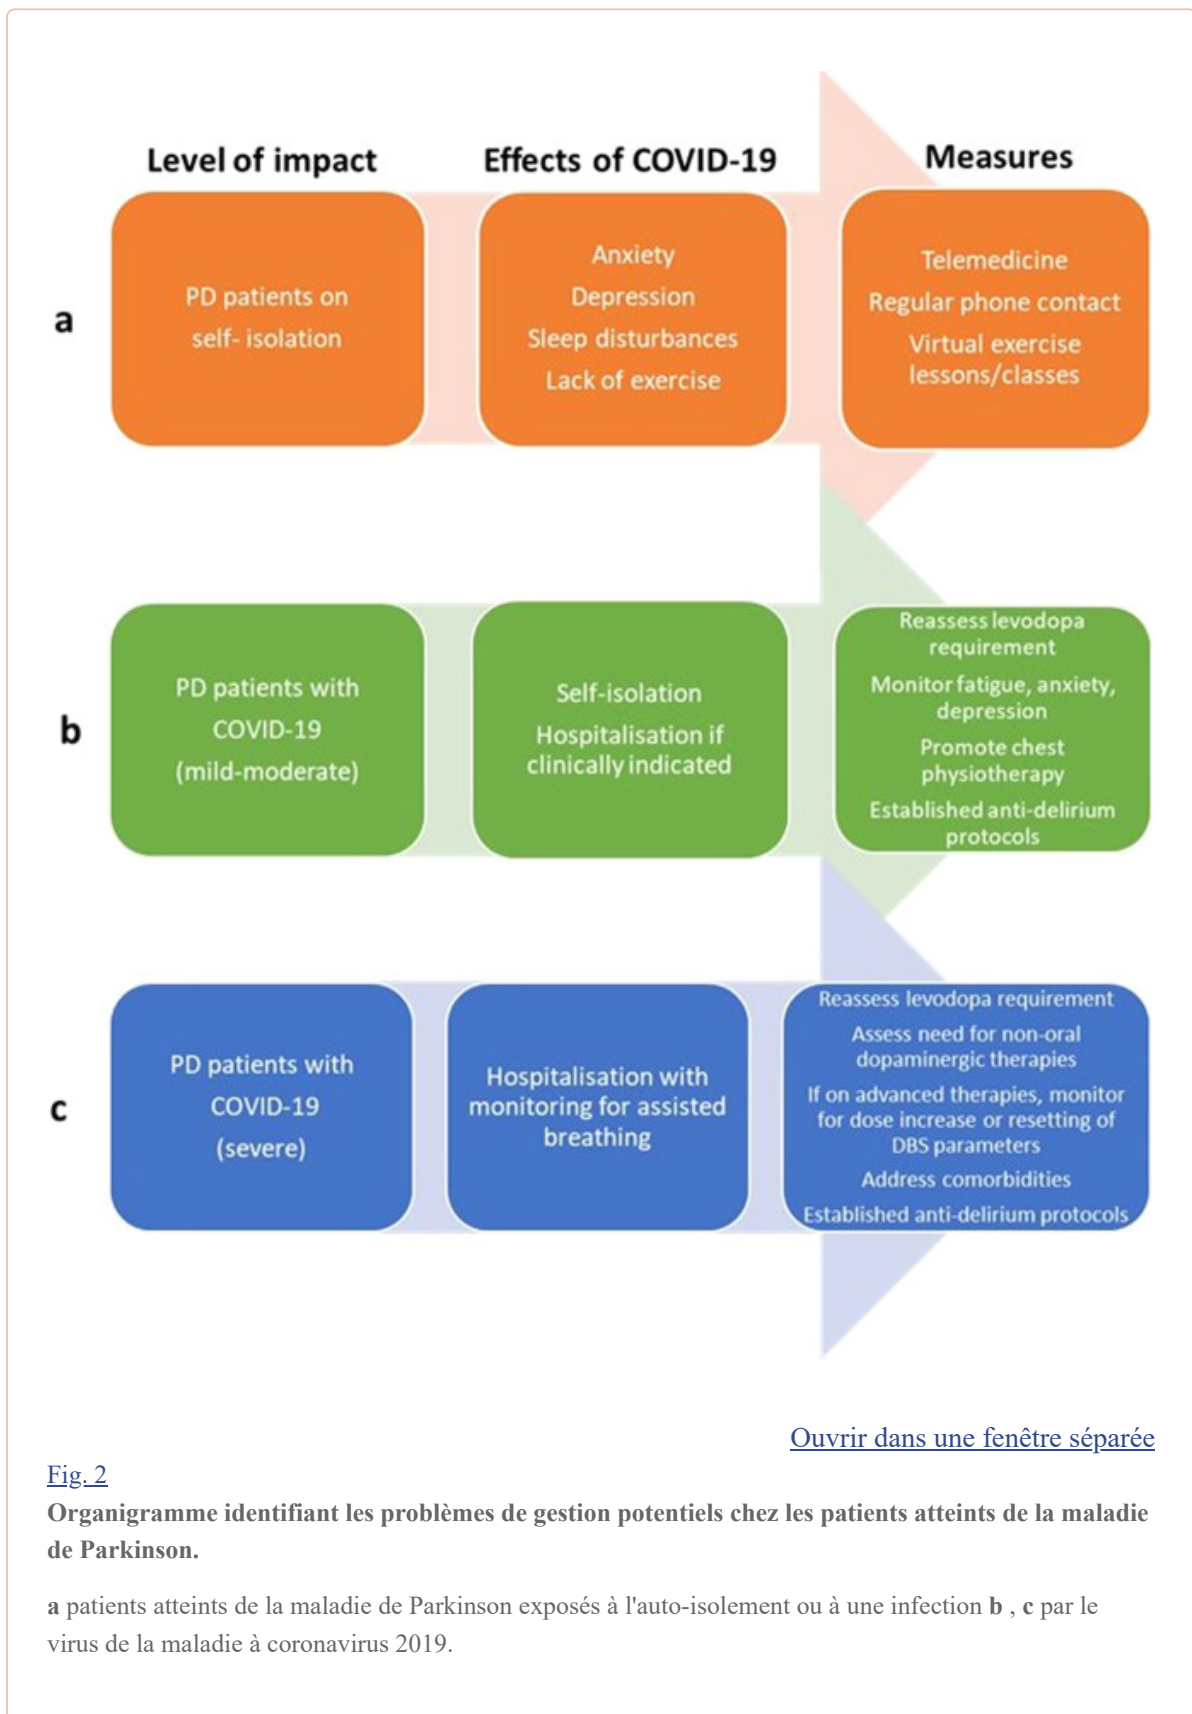 Level of impact
Effects of COVID-19
Measures
a
PD patients on
self- isolation
Anxiety
Depression
Sleep disturbances
Lack of exercise
Telemedicine
Regular phone contact
Virtual exercise
lessons/classes
b
PD patients with
COVID-19
(mild-moderate)
Self-isolation
Hospitalisation if
clinically indicated
Reassess levodopa
requirement
Monitor fatigue, anxiety,
depression
Promote chest
physiotherapy
Established anti-delirium
protocols
c
PD patients with
COVID-19
(severe)
Hospitalisation with
monitoring for assisted
breathing
Reassess levodopa requirement
Assess need for non-oral
dopaminergic therapies
If on advanced therapies, monitor
for dose increase or resetting of
DBS parameters
Address comorbidities
Established anti-delirium protocols
Ouvrir dans une fenêtre séparée
Fig. 2
Organigramme identifiant les problèmes de gestion potentiels chez les patients atteints de la maladie
de Parkinson.
a patients atteints de la maladie de Parkinson exposés à l'auto-isolement ou à une infection b , c par le
virus de la maladie à coronavirus 2019.